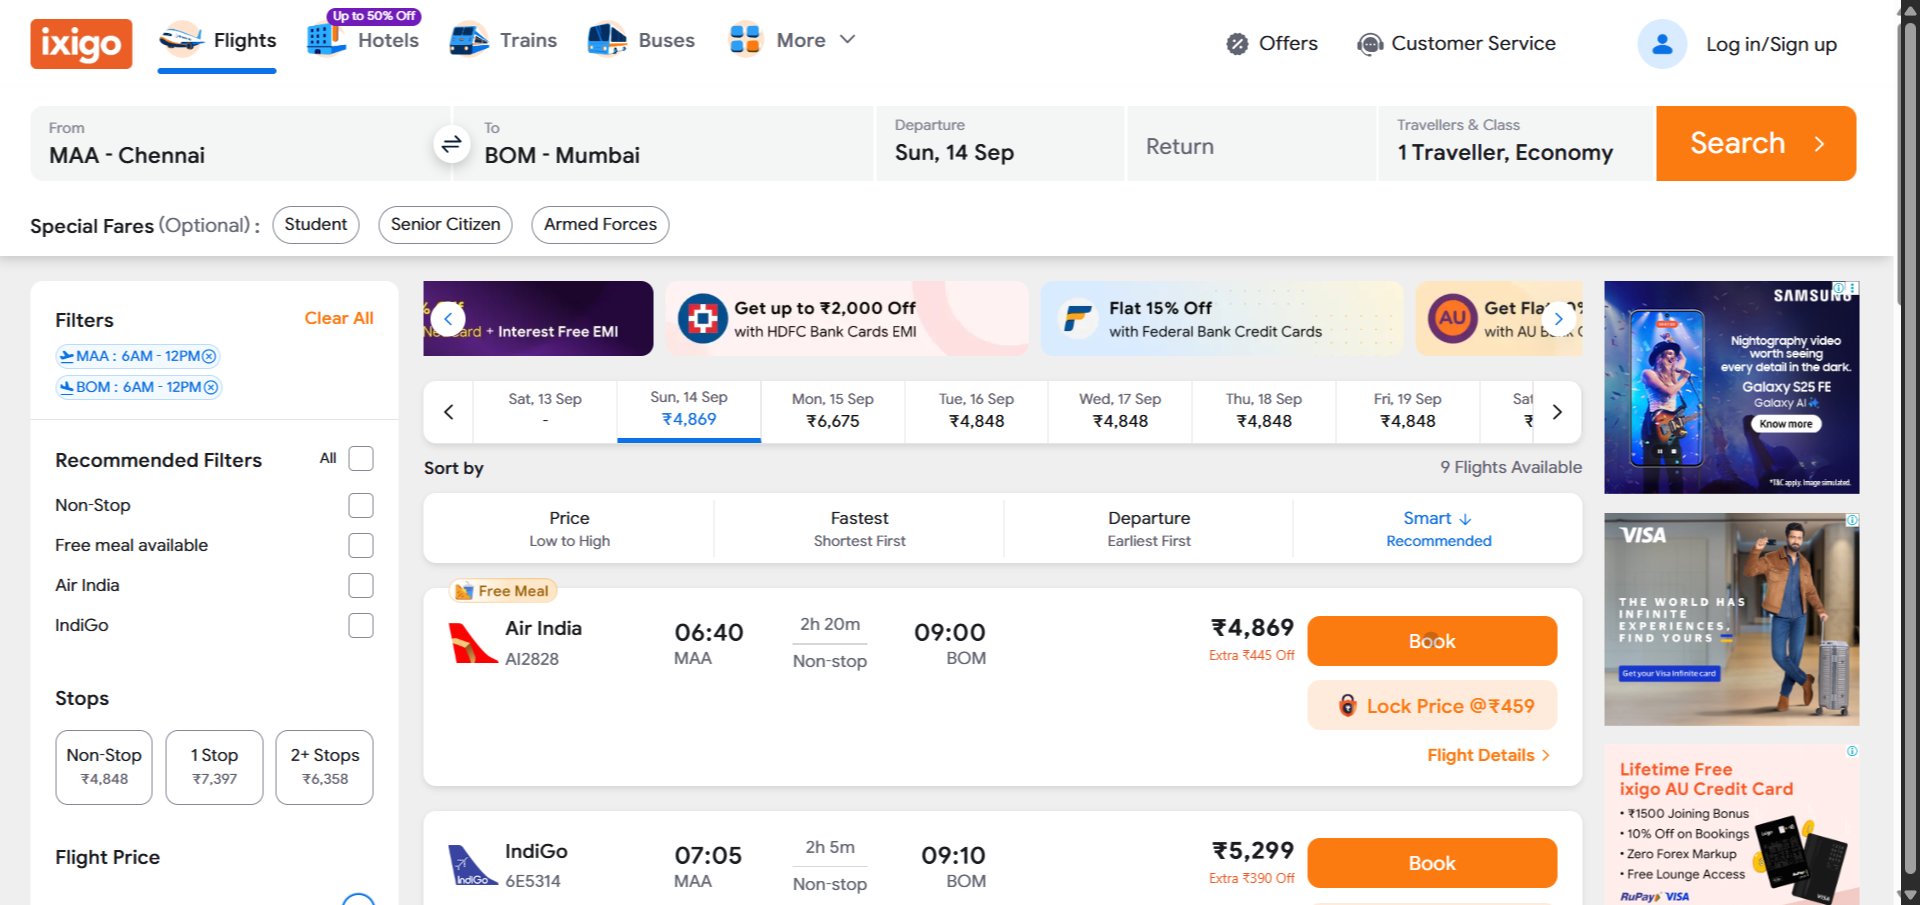 ixigo
Flights
Up to 50% Off
Hotels
Trains
Buses
More
Offers
Customer Service
Log in/Sign up
From
MAA - Chennai
To
BOM - Mumbai
Departure
Sun, 14 Sep
Return
Travellers & Class
1 Traveller, Economy
Search
Special Fares (Optional) :
Student
Senior Citizen
Armed Forces
Filters
Clear All
MAA : 6AM - 12PM
BOM : 6AM - 12PM
Recommended Filters
All
Non-Stop
Free meal available
Air India
IndiGo
Stops
Non-Stop
₹4,848
1 Stop
₹7,397
2+ Stops
₹6,358
Flight Price
+ Interest Free EMI
Get up to ₹2,000 Off
with HDFC Bank Cards EMI
Flat 15% Off
with Federal Bank Credit Cards
AU
Get
with AU
Sat, 13 Sep
-
Sun, 14 Sep
₹4,869
Mon, 15 Sep
₹6,675
Tue, 16 Sep
₹4,848
Wed, 17 Sep
₹4,848
Thu, 18 Sep
₹4,848
Fri, 19 Sep
₹4,848
Sat
₹
Sort by
9 Flights Available
Price
Low to High
Fastest
Shortest First
Departure
Earliest First
Smart
Recommended
Free Meal
Air India
AI2828
06:40
MAA
2h 20m
Non-stop
09:00
BOM
₹4,869
Extra ₹445 Off
Book
Lock Price @₹459
Flight Details
IndiGo
IndiGo
6E5314
07:05
MAA
2h 5m
Non-stop
09:10
BOM
₹5,299
Extra ₹390 Off
Book
SAMSUNG
Nightography video
worth seeing
every detail in the dark.
Galaxy S25 FE
Galaxy AI
Know more
*T&C apply. Image simulated.
VISA
THE WORLD HAS
INFINITE
EXPERIENCES,
FIND YOURS
Get your Visa Infinite card
Lifetime Free
ixigo AU Credit Card
• ₹1500 Joining Bonus
• 10% Off on Bookings
• Zero Forex Markup
• Free Lounge Access
RuPay VISA